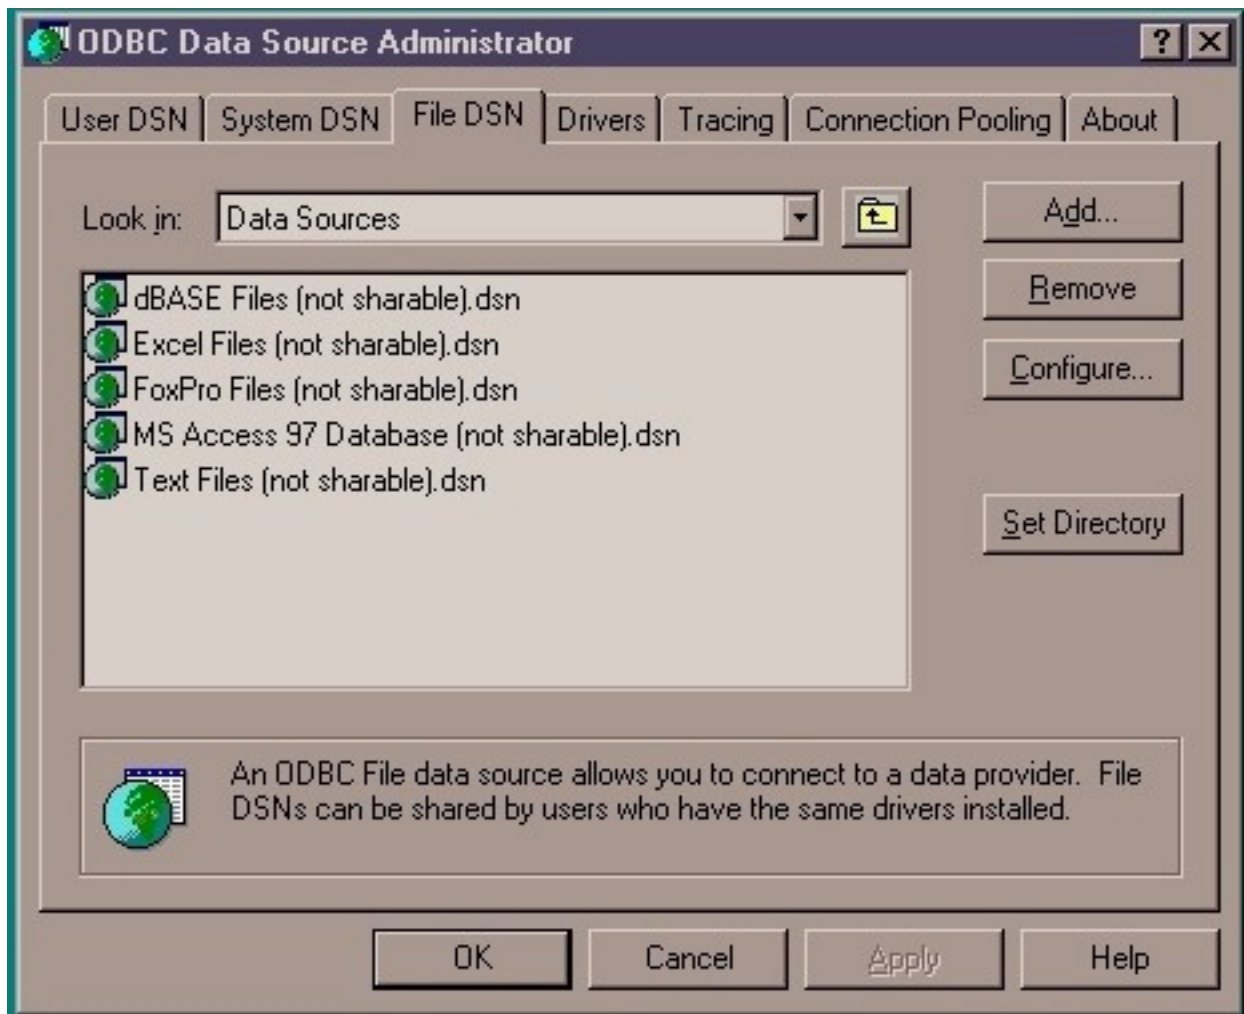 ODBC Data Source Administrator
User DSN System DSN File DSN Drivers Tracing Connection Pooling About
Look in: Data Sources
Add...
dBASE Files (not sharable).dsn
Remove
Excel Files (not sharable).dsn
Configure...
FoxPro Files (not sharable).dsn
MS Access 97 Database (not sharable).dsn
Text Files (not sharable).dsn
Set Directory
An ODBC File data source allows you to connect to a data provider. File
DSNs can be shared by users who have the same drivers installed.
OK Cancel Apply Help